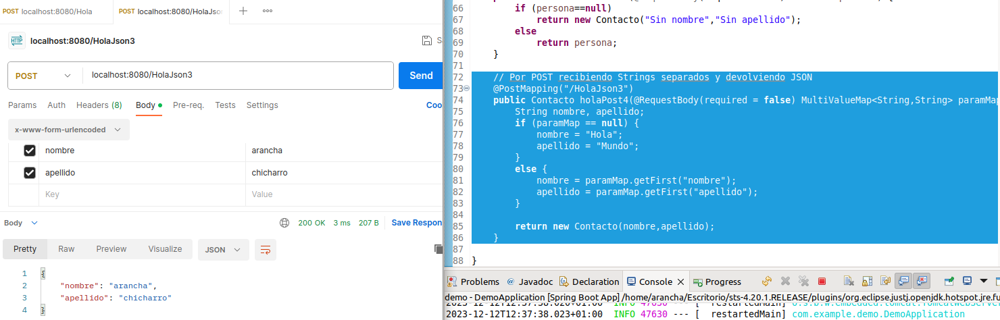 POST localhost:8080/Hola
POST localhost:8080/HolaJson
HTTP localhost:8080/HolaJson3
POST
localhost:8080/HolaJson3
Send
Params Auth Headers (8) Body Pre-req. Tests Settings
Coo
x-www-form-urlencoded
nombre arancha
apellido chicharro
Key Value
Body
200 OK 3 ms 207 B Save Respon
Pretty Raw Preview Visualize JSON
1 {
2 "nombre": "arancha",
3 "apellido": "chicharro"
4 }
66 if (persona==null)
67 return new Contacto("Sin nombre","Sin apellido");
68 else
69 return persona;
70 }
71
72 // Por POST recibiendo Strings separados y devolviendo JSON
73 @PostMapping("/HolaJson3")
74 public Contacto holaPost4(@RequestBody(required = false) MultiValueMap<String,String> paramMap
75 String nombre, apellido;
76 if (paramMap == null) {
77 nombre = "Hola";
78 apellido = "Mundo";
79 }
80 else {
81 nombre = paramMap.getFirst("nombre");
82 apellido = paramMap.getFirst("apellido");
83 }
84
85 return new Contacto(nombre,apellido);
86 }
87
88 }
Problems @ Javadoc Declaration Console Progress
demo - DemoApplication [Spring Boot App] /home/arancha/Escritorio/sts-4.20.1.RELEASE/plugins/org.eclipse.justj.openjdk.hotspot.jre.fu
2023-12-12T12:37:38.020+01:00 INFO 47630 --- [ restartedMain] o.s.b.w.embedded.tomcat.TomcatWebServe
2023-12-12T12:37:38.023+01:00 INFO 47630 --- [ restartedMain] com.example.demo.DemoApplication